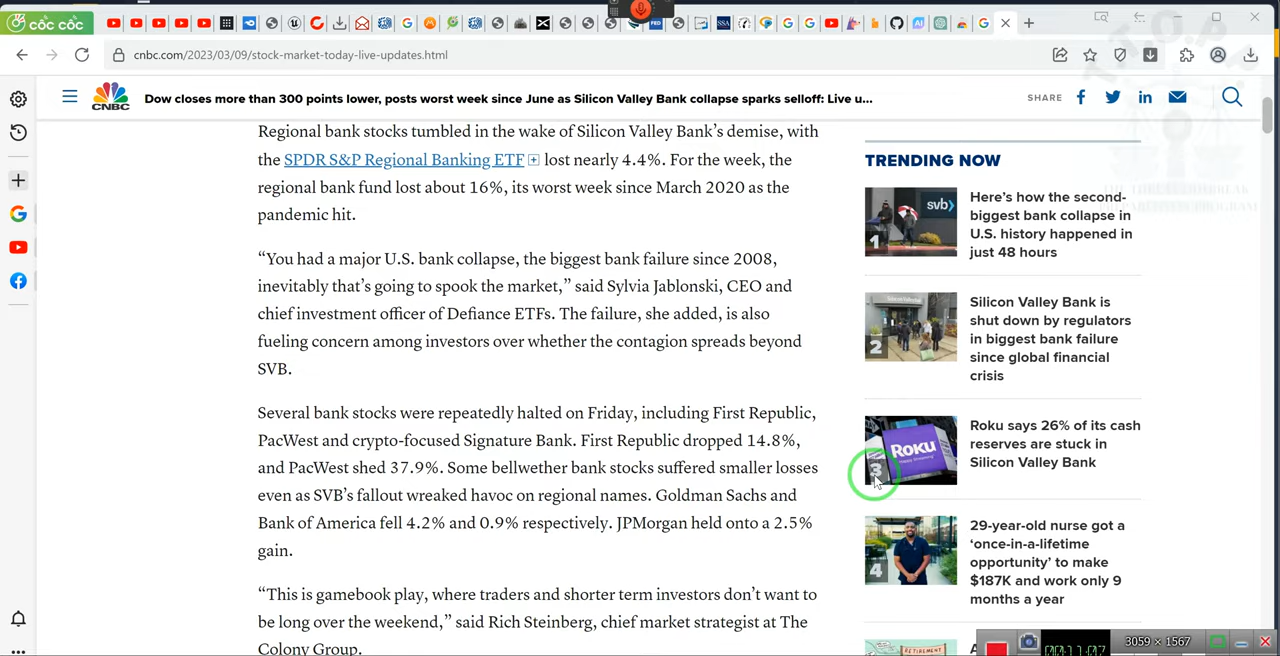 cốc cốc
cnbc.com/2023/03/09/stock-market-today-live-updates.html
CNBC
Dow closes more than 300 points lower, posts worst week since June as Silicon Valley Bank collapse sparks selloff: Live u...
SHARE
Regional bank stocks tumbled in the wake of Silicon Valley Bank’s demise, with
the SPDR S&P Regional Banking ETF lost nearly 4.4%. For the week, the
regional bank fund lost about 16%, its worst week since March 2020 as the
pandemic hit.
“You had a major U.S. bank collapse, the biggest bank failure since 2008,
inevitably that’s going to spook the market,” said Sylvia Jablonski, CEO and
chief investment officer of Defiance ETFs. The failure, she added, is also
fueling concern among investors over whether the contagion spreads beyond
SVB.
Several bank stocks were repeatedly halted on Friday, including First Republic,
PacWest and crypto-focused Signature Bank. First Republic dropped 14.8%,
and PacWest shed 37.9%. Some bellwether bank stocks suffered smaller losses
even as SVB’s fallout wreaked havoc on regional names. Goldman Sachs and
Bank of America fell 4.2% and 0.9% respectively. JPMorgan held onto a 2.5%
gain.
“This is gamebook play, where traders and shorter term investors don’t want to
be long over the weekend,” said Rich Steinberg, chief market strategist at The
Colony Group.
TRENDING NOW
svb
1
Here’s how the second-
biggest bank collapse in
U.S. history happened in
just 48 hours
2
Silicon Valley Bank is
shut down by regulators
in biggest bank failure
since global financial
crisis
Roku
3
Roku says 26% of its cash
reserves are stuck in
Silicon Valley Bank
4
29-year-old nurse got a
‘once-in-a-lifetime
opportunity’ to make
$187K and work only 9
months a year
3059 × 1567